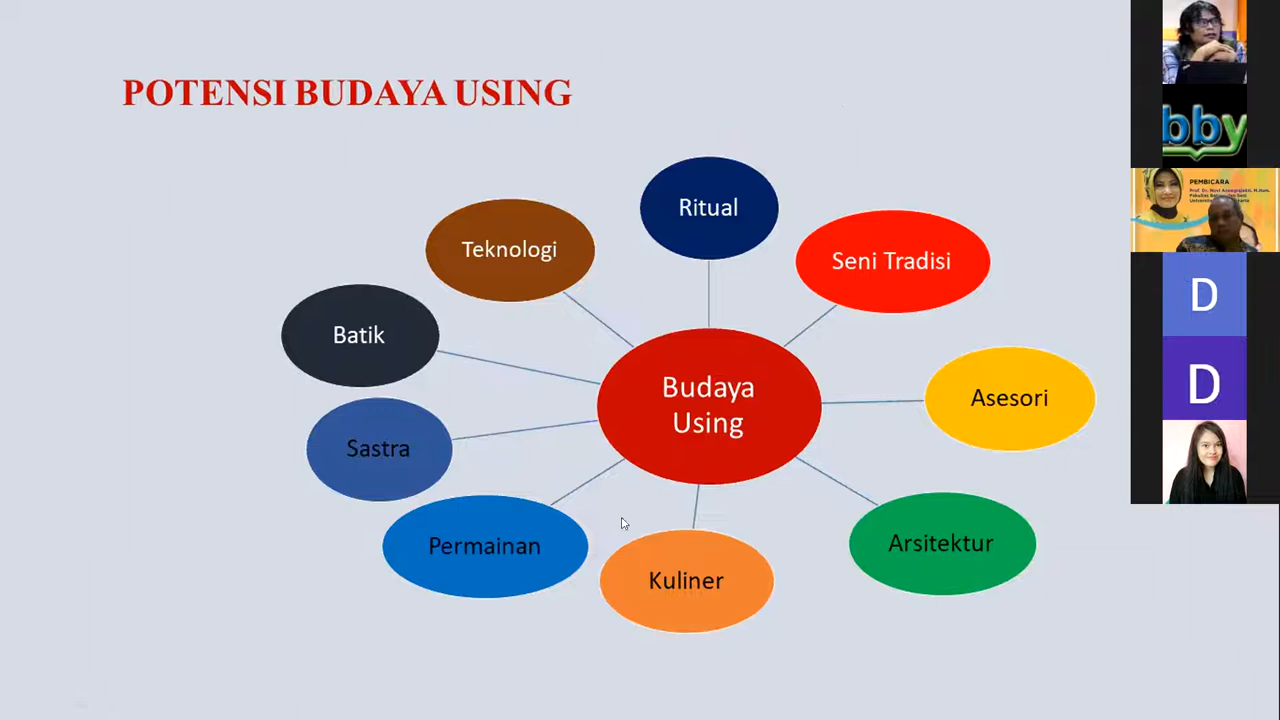 POTENSI BUDAYA USING
Ritual
Teknologi
Seni Tradisi
Batik
Budaya
Using
Asesori
Sastra
Permainan
Kuliner
Arsitektur
bby
PEMBICARA
D
D